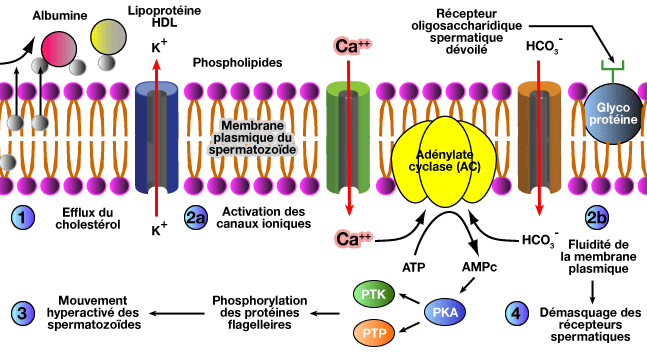 Albumine
Lipoprotéine
HDL
K+
Phospholipides
Ca++
Récepteur
oligosaccharidique
spermatique
dévoilé
HCO3-
Glyco
protéine
Membrane
plasmique du
spermatozoïde
Adénylate
cyclase (AC)
1
Efflux du
cholestérol
K+
2a
Activation des
canaux ioniques
Ca++
HCO3-
2b
Fluidité de
la membrane
plasmique
ATP
AMPc
3
Mouvement
hyperactivé des
spermatozoïdes
Phosphorylation
des protéines
flagelleires
PTK
PTP
PKA
4
Démasquage des
récepteurs
spermatiques